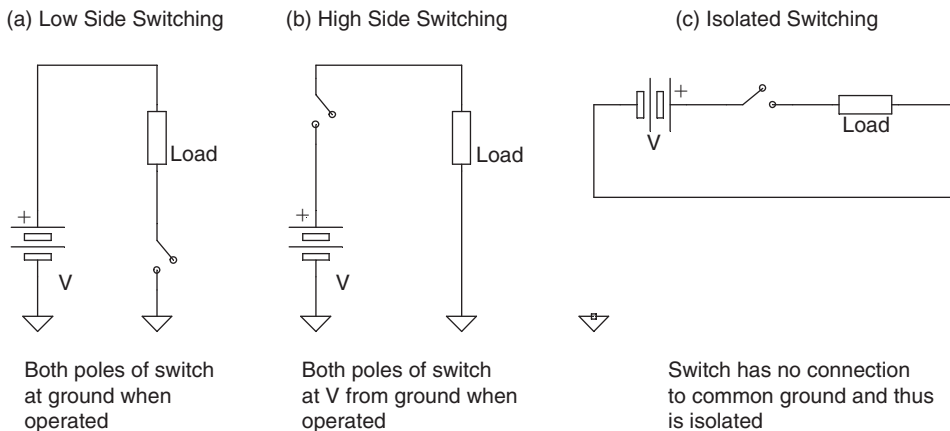 (a) Low Side Switching
(b) High Side Switching
(c) Isolated Switching
+
V
Load
+
V
Load
+
V
Load
Both poles of switch
at ground when
operated
Both poles of switch
at V from ground when
operated
Switch has no connection
to common ground and thus
is isolated